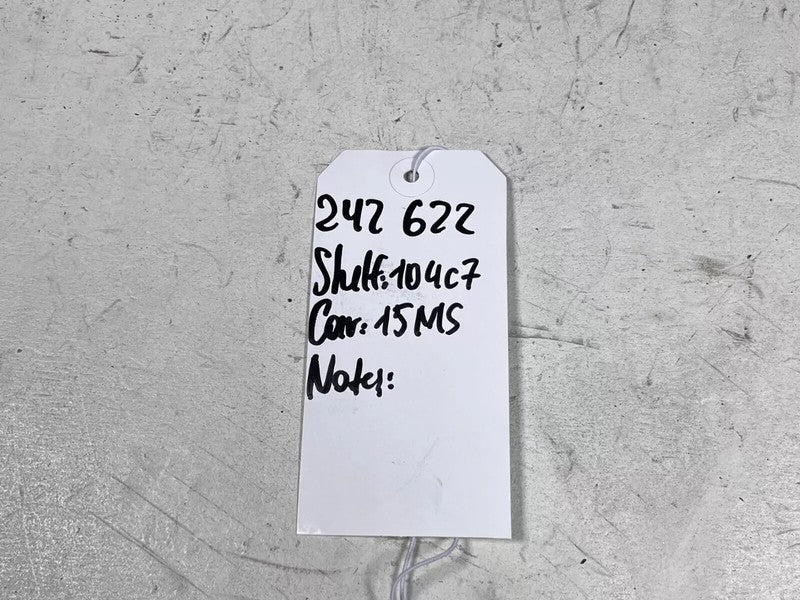 242 622
Shelf: 104c7
Car: 15MS
Notes: